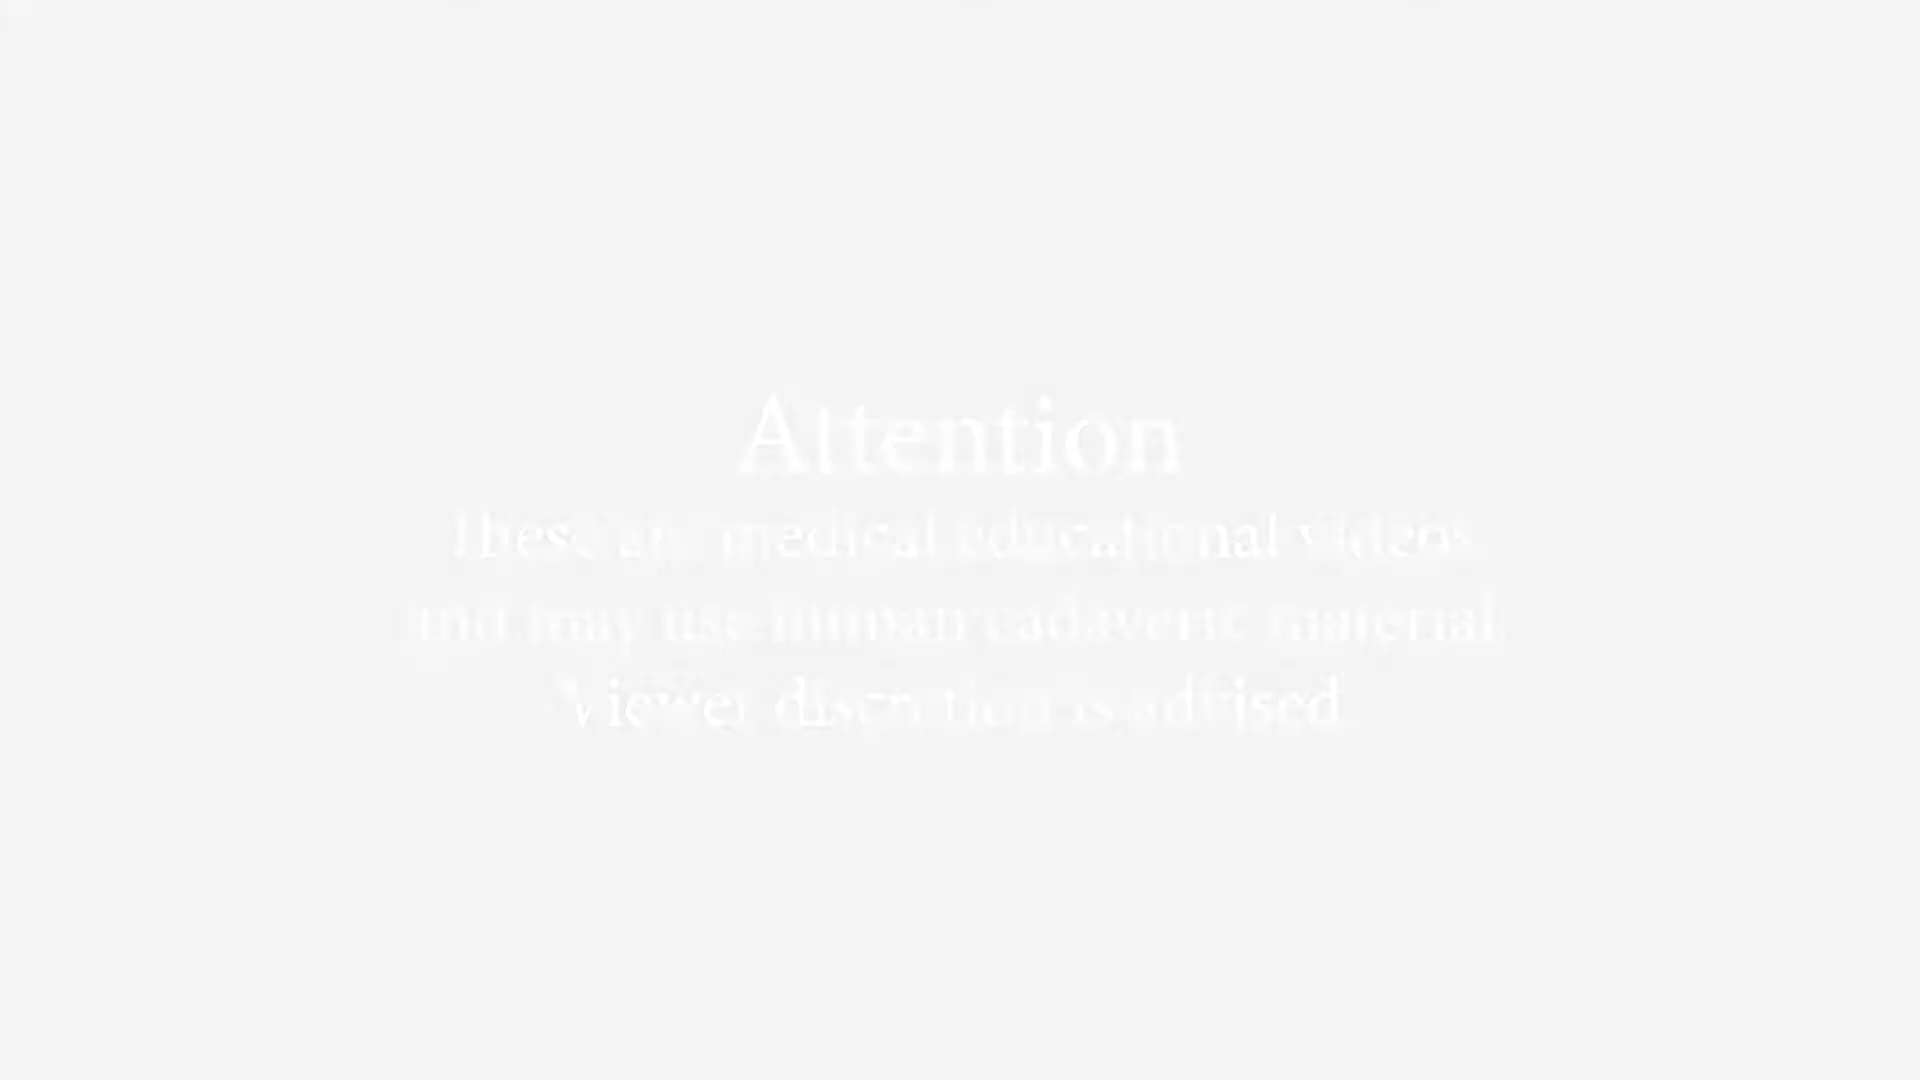 Attention
These are medical educational videos
and may use human cadaveric material.
Viewer discretion is advised.